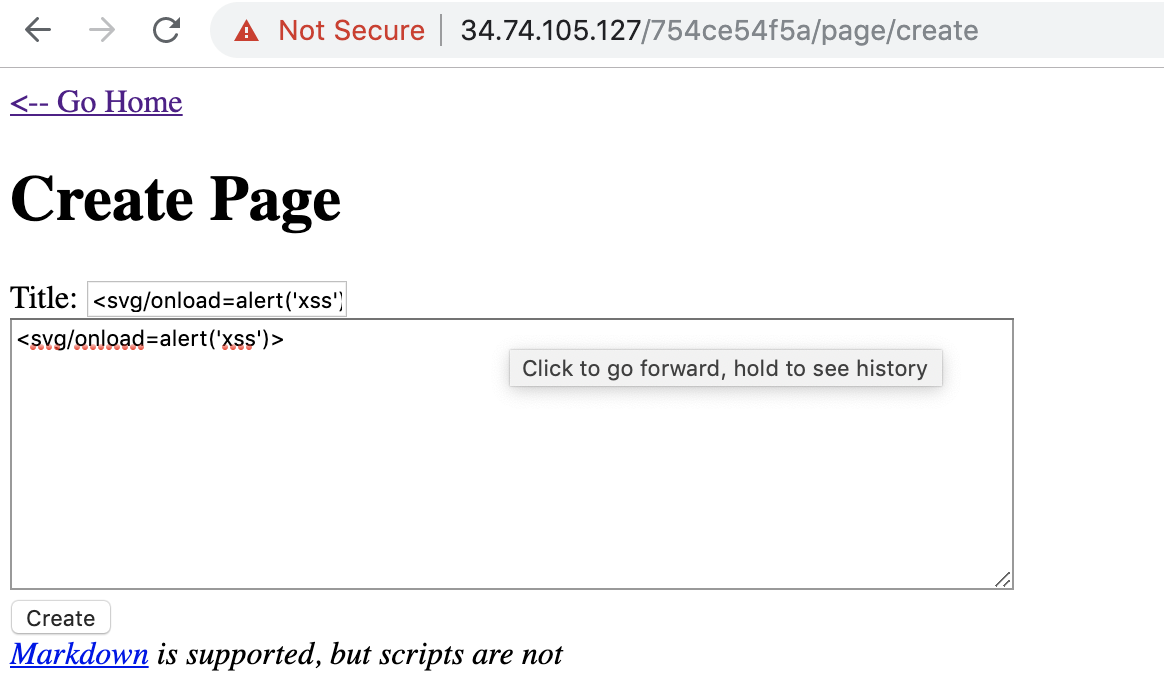 Not Secure | 34.74.105.127/754ce54f5a/page/create
<-- Go Home
Create Page
Title: <svg/onload=alert('xss')
<svg/onload=alert('xss')>
Click to go forward, hold to see history
Create
Markdown is supported, but scripts are not